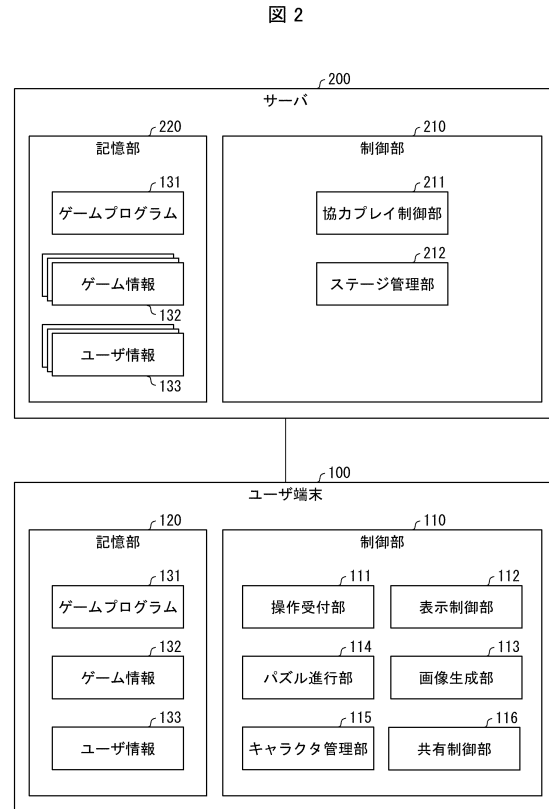 図 2
200
サーバ
220
記憶部
131
ゲームプログラム
ゲーム情報
132
ユーザ情報
133
210
制御部
211
協力プレイ制御部
212
ステージ管理部
100
ユーザ端末
120
記憶部
131
ゲームプログラム
132
ゲーム情報
133
ユーザ情報
110
制御部
111
操作受付部
112
表示制御部
114
パズル進行部
113
画像生成部
115
キャラクタ管理部
116
共有制御部